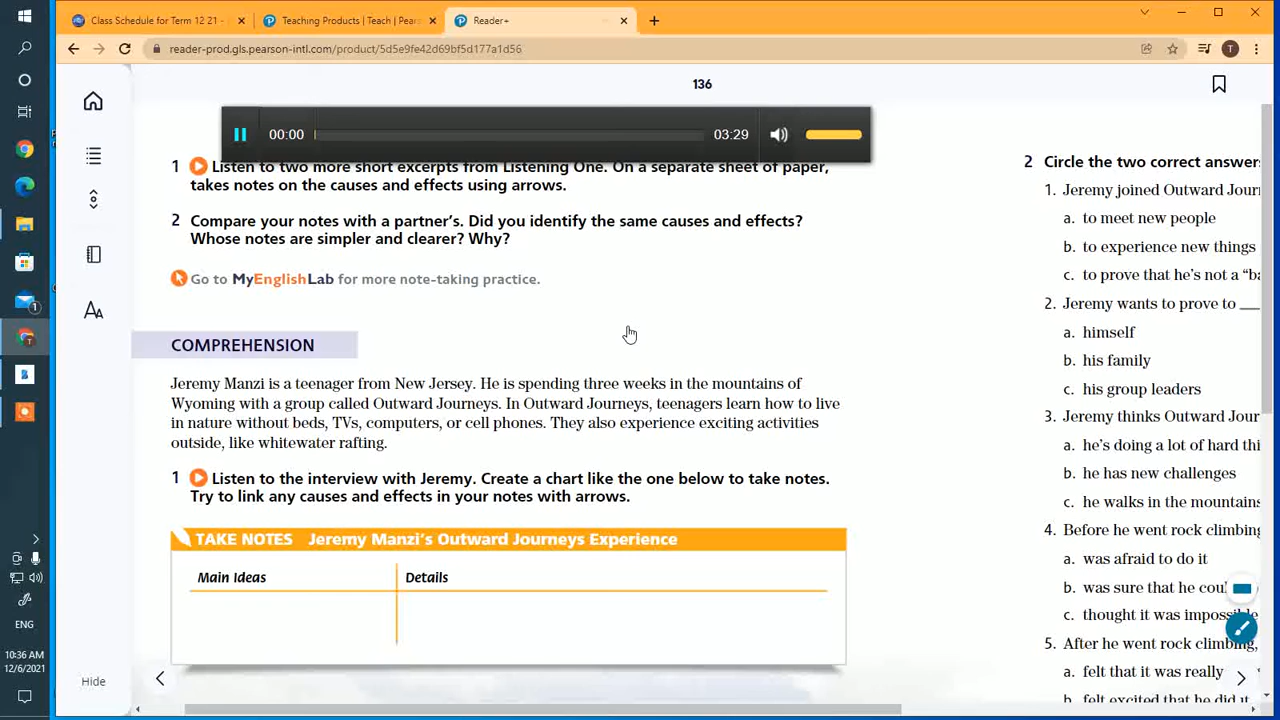 Class Schedule for Term 12 21 -
Teaching Products | Teach | Pears
Reader+
reader-prod.gls.pearson-intl.com/product/5d5e9fe42d69bf5d177a1d56
T
136
00:00
03:29
1 Listen to two more short excerpts from Listening One. On a separate sheet of paper,
takes notes on the causes and effects using arrows.
2 Compare your notes with a partner's. Did you identify the same causes and effects?
Whose notes are simpler and clearer? Why?
Go to MyEnglishLab for more note-taking practice.
COMPREHENSION
Jeremy Manzi is a teenager from New Jersey. He is spending three weeks in the mountains of
Wyoming with a group called Outward Journeys. In Outward Journeys, teenagers learn how to live
in nature without beds, TVs, computers, or cell phones. They also experience exciting activities
outside, like whitewater rafting.
1 Listen to the interview with Jeremy. Create a chart like the one below to take notes.
Try to link any causes and effects in your notes with arrows.
TAKE NOTES Jeremy Manzi's Outward Journeys Experience
Main Ideas Details
2 Circle the two correct answers
1. Jeremy joined Outward Jour
a. to meet new people
b. to experience new things
c. to prove that he's not a "ba
2. Jeremy wants to prove to
a. himself
b. his family
c. his group leaders
3. Jeremy thinks Outward Jour
a. he's doing a lot of hard thi
b. he has new challenges
c. he walks in the mountains
4. Before he went rock climbing
a. was afraid to do it
b. was sure that he coul
c. thought it was impossible
5. After he went rock climbing,
a. felt that it was really
b. felt excited that he did it
Hide
1
ENG
10:36 AM
12/6/2021